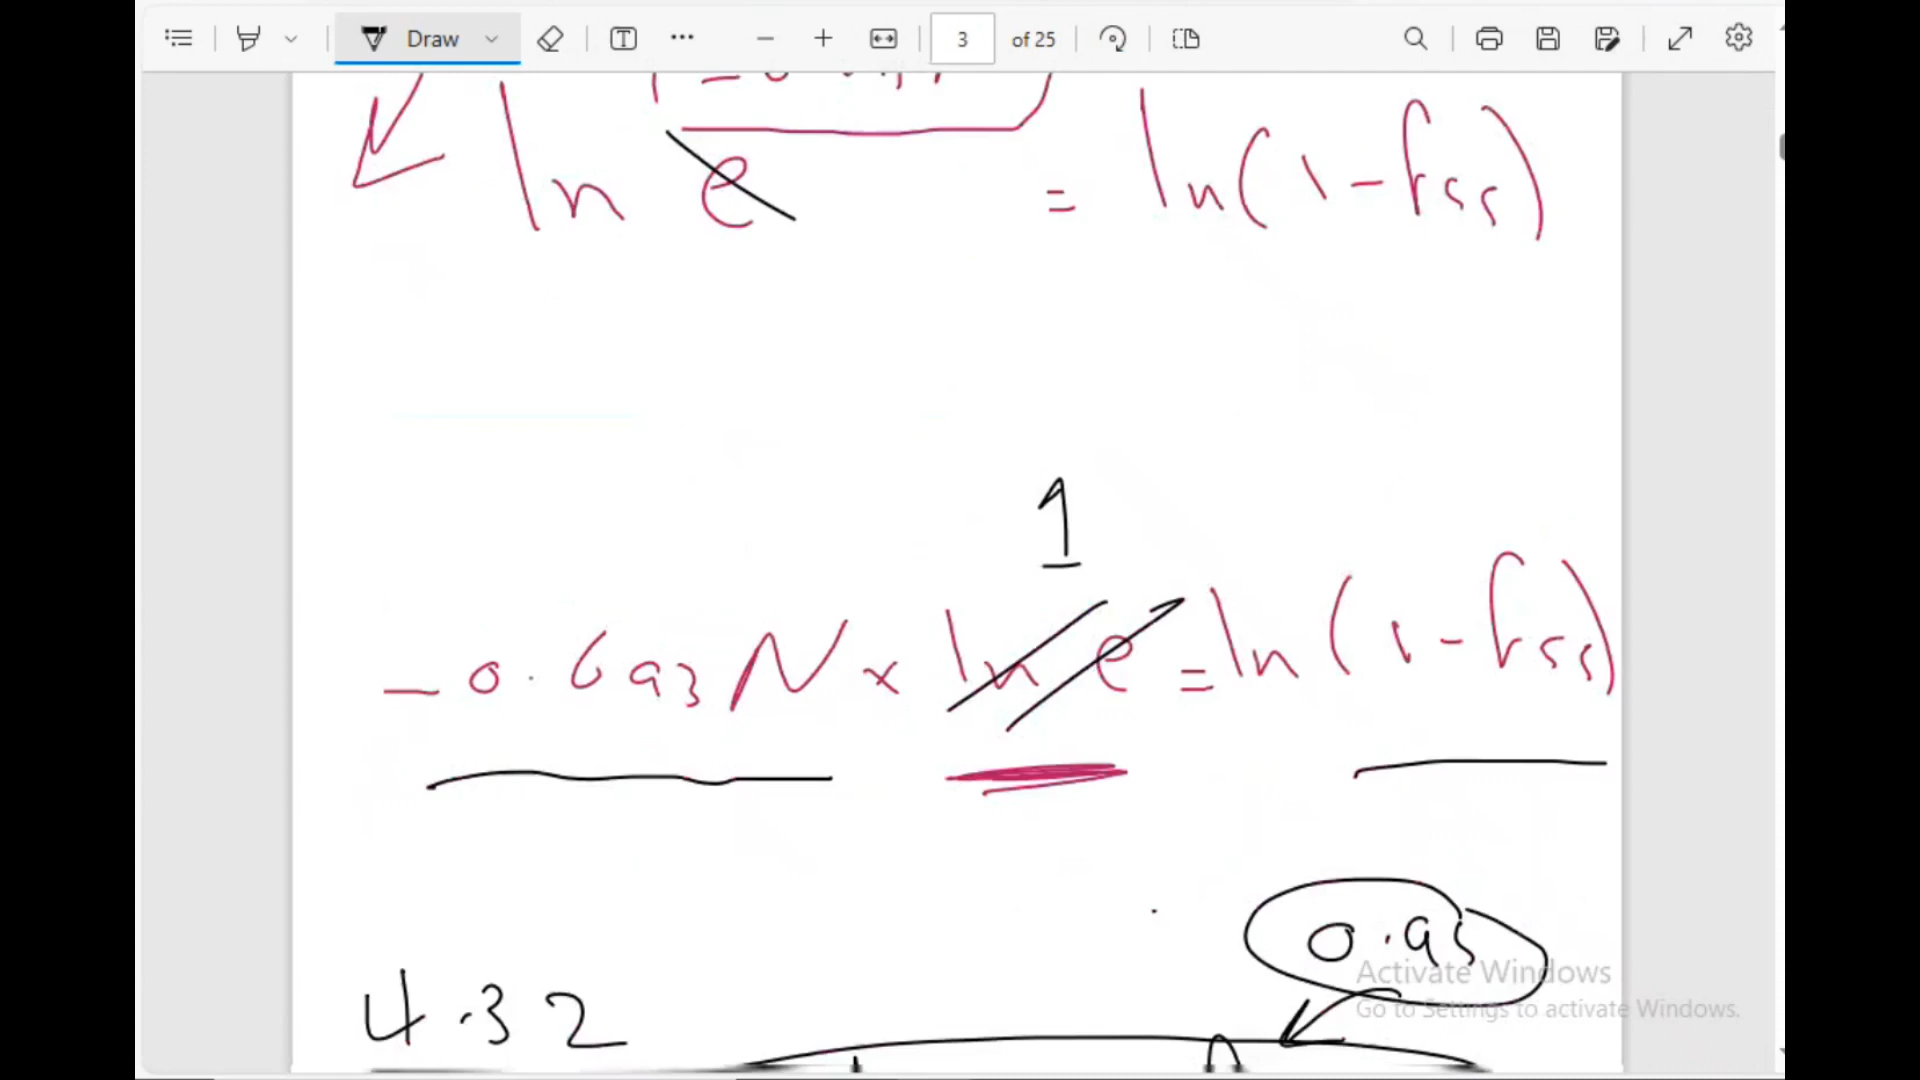 Draw 3 of 25
ln e = ln(1-fss)
1
-0.693 N x ln e = ln(1-fss)
0.95
4.32
Activate Windows
Go to Settings to activate Windows.